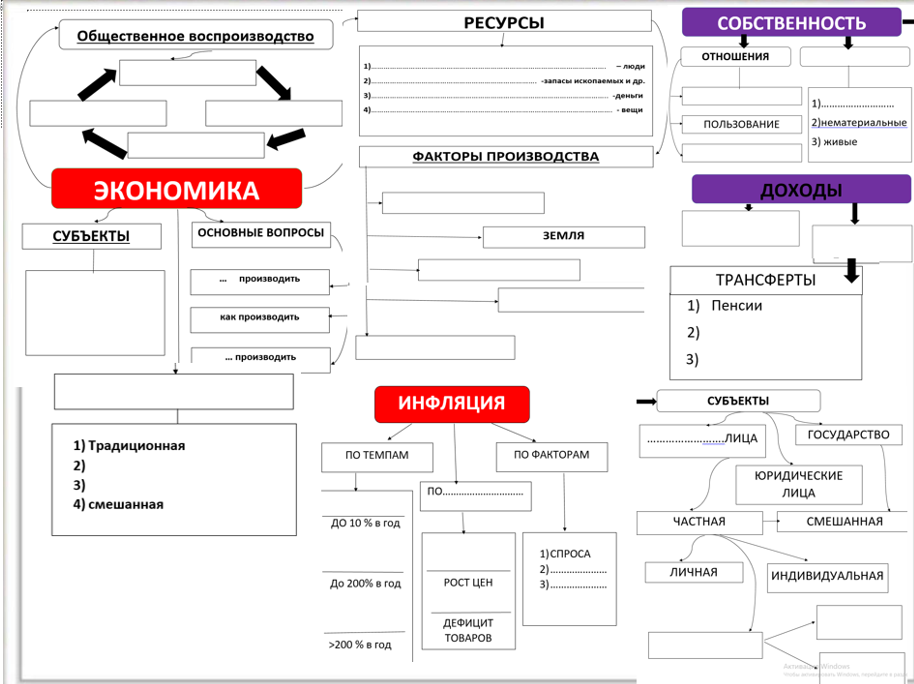 Общественное воспроизводство
РЕСУРСЫ
1)........................................ – люди
2)........................................ -запасы ископаемых и др.
3)........................................ -деньги
4)........................................ - вещи
ФАКТОРЫ ПРОИЗВОДСТВА
ЗЕМЛЯ
СОБСТВЕННОСТЬ
ОТНОШЕНИЯ
ПОЛЬЗОВАНИЕ
1)..........................
2)нематериальные
3) живые
ЭКОНОМИКА
СУБЪЕКТЫ
ОСНОВНЫЕ ВОПРОСЫ
... производить
как производить
... производить
1) Традиционная
2)
3)
4) смешанная
ДОХОДЫ
ТРАНСФЕРТЫ
1) Пенсии
2)
3)
ИНФЛЯЦИЯ
ПО ТЕМПАМ
ДО 10 % в год
До 200% в год
>200 % в год
ПО..............................
РОСТ ЦЕН
ДЕФИЦИТ
ТОВАРОВ
ПО ФАКТОРАМ
1)СПРОСА
2)....................
3)....................
СУБЪЕКТЫ
..........................ЛИЦА
ГОСУДАРСТВО
ЮРИДИЧЕСКИЕ
ЛИЦА
ЧАСТНАЯ
СМЕШАННАЯ
ЛИЧНАЯ
ИНДИВИДУАЛЬНАЯ
Активация Windows
Чтобы активировать Windows, перейдите в